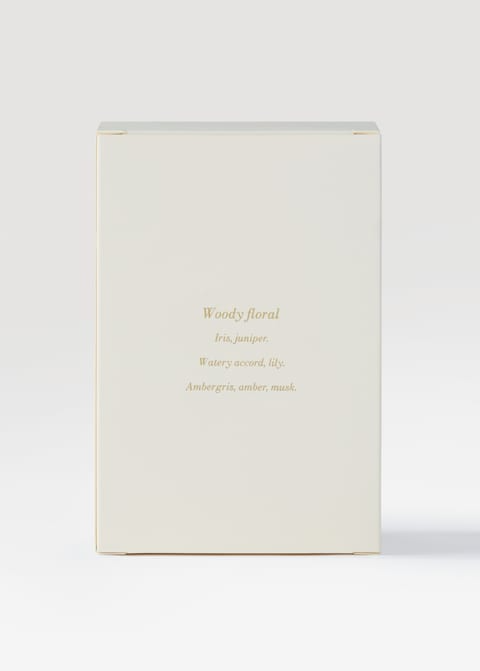 Woody floral
Iris, juniper.
Watery accord, lily.
Ambergris, amber, musk.